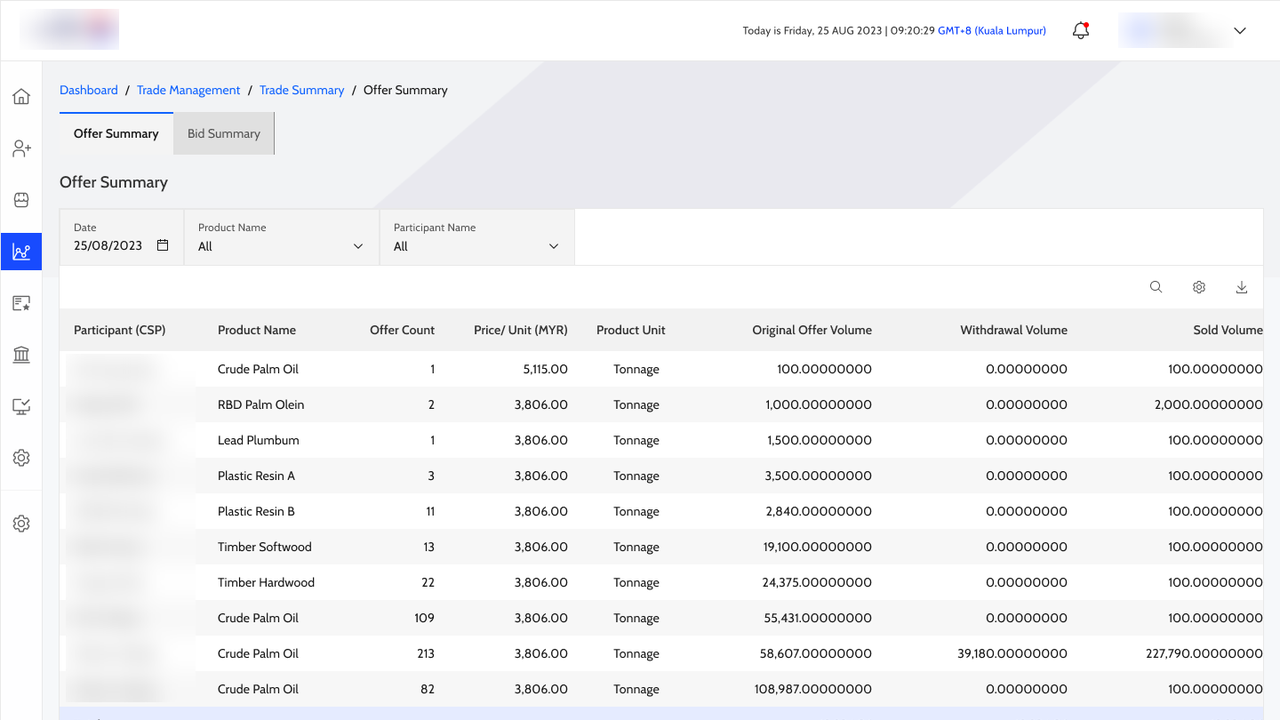 Today is Friday, 25 AUG 2023 | 09:20:29 GMT+8 (Kuala Lumpur)
Dashboard / Trade Management / Trade Summary / Offer Summary
Offer Summary Bid Summary
Offer Summary
Date Product Name Participant Name
25/08/2023 All All
Participant (CSP) Product Name Offer Count Price/ Unit (MYR) Product Unit Original Offer Volume Withdrawal Volume Sold Volume
Crude Palm Oil 1 5,115.00 Tonnage 100.00000000 0.00000000 100.00000000
RBD Palm Olein 2 3,806.00 Tonnage 1,000.00000000 0.00000000 2,000.00000000
Lead Plumbum 1 3,806.00 Tonnage 1,500.00000000 0.00000000 100.00000000
Plastic Resin A 3 3,806.00 Tonnage 3,500.00000000 0.00000000 100.00000000
Plastic Resin B 11 3,806.00 Tonnage 2,840.00000000 0.00000000 100.00000000
Timber Softwood 13 3,806.00 Tonnage 19,100.00000000 0.00000000 100.00000000
Timber Hardwood 22 3,806.00 Tonnage 24,375.00000000 0.00000000 100.00000000
Crude Palm Oil 109 3,806.00 Tonnage 55,431.00000000 0.00000000 100.00000000
Crude Palm Oil 213 3,806.00 Tonnage 58,607.00000000 39,180.00000000 227,790.00000000
Crude Palm Oil 82 3,806.00 Tonnage 108,987.00000000 0.00000000 100.00000000